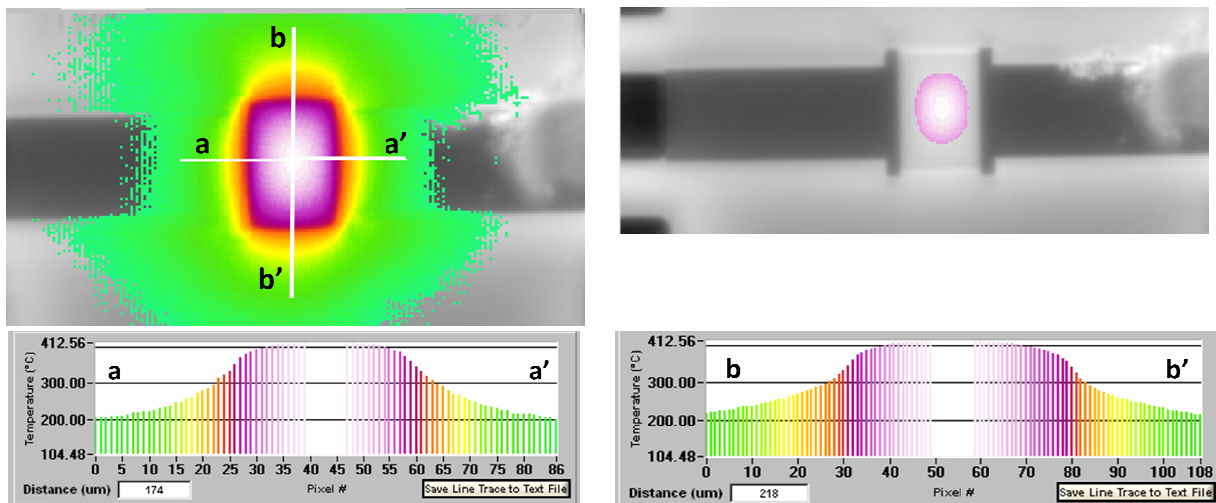 b
a
a'
b'
412.56
300.00
200.00
104.48
Temperature (°C)
a
a'
0 5 10 15 20 25 30 35 40 45 50 55 60 65 70 75 80 86
Distance (um) 174 Pixel # Save Line Trace to Text File
412.56
300.00
200.00
104.48
Temperature (°C)
b
b'
0 10 20 30 40 50 60 70 80 90 100 108
Distance (um) 218 Pixel # Save Line Trace to Text File